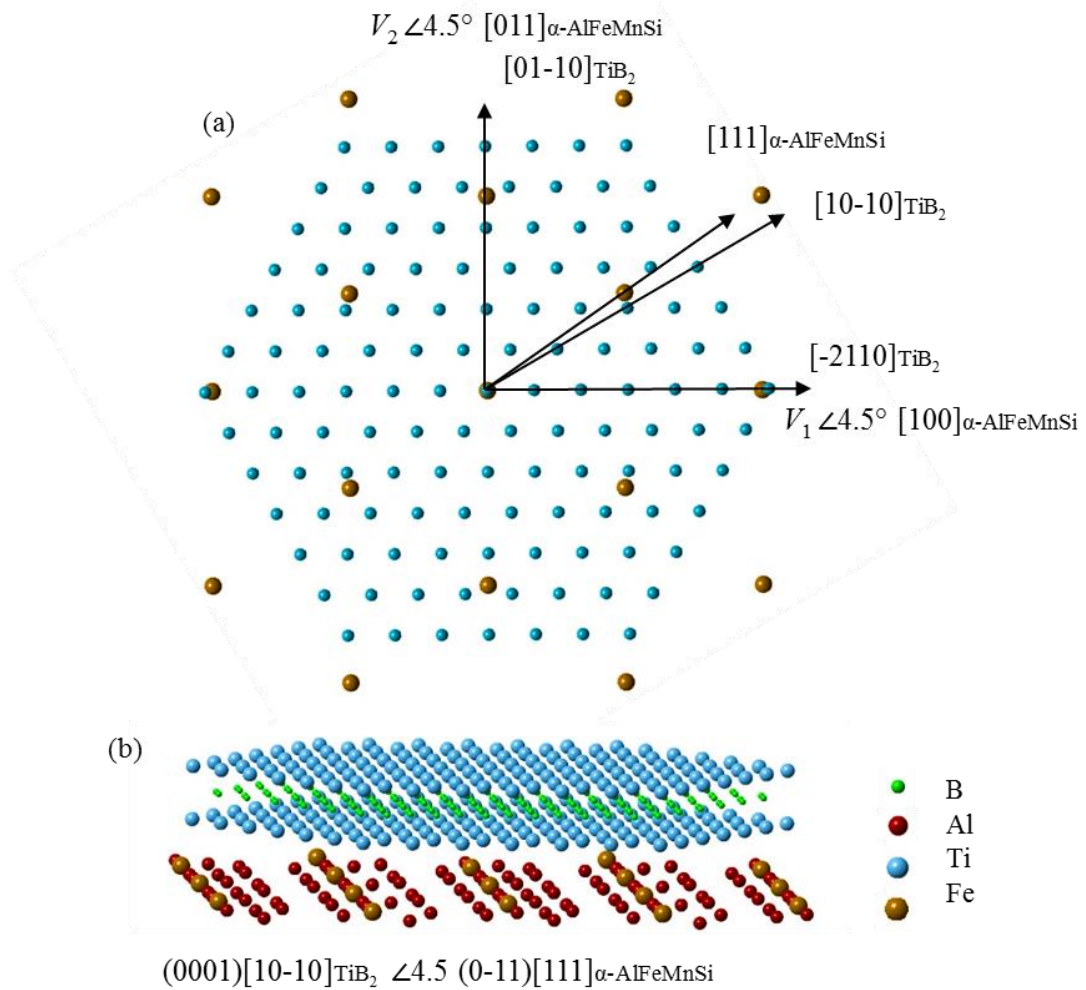 V₂ ∠4.5° [011]α-AlFeMnSi
[01-10]TiB₂
(a)
[111]α-AlFeMnSi
[10-10]TiB₂
[-2110]TiB₂
V₁ ∠4.5° [100]α-AlFeMnSi
(b)
B
Al
Ti
Fe
(0001)[10-10]TiB₂ ∠4.5 (0-11)[111]α-AlFeMnSi